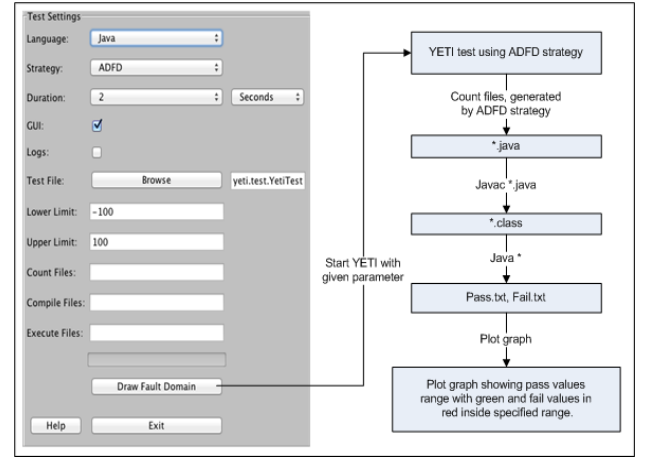 Test Settings
Language: Java
Strategy: ADFD
Duration: 2 Seconds
GUI:
Logs:
Test File: Browse yeti.test.YetiTest
Lower Limit: -100
Upper Limit: 100
Count Files:
Compile Files:
Execute Files:
Draw Fault Domain
Help Exit
Start YETI with
given parameter
YETI test using ADFD strategy
Count files, generated
by ADFD strategy
*.java
Javac *.java
*.class
Java *
Pass.txt, Fail.txt
Plot graph
Plot graph showing pass values
range with green and fail values in
red inside specified range.